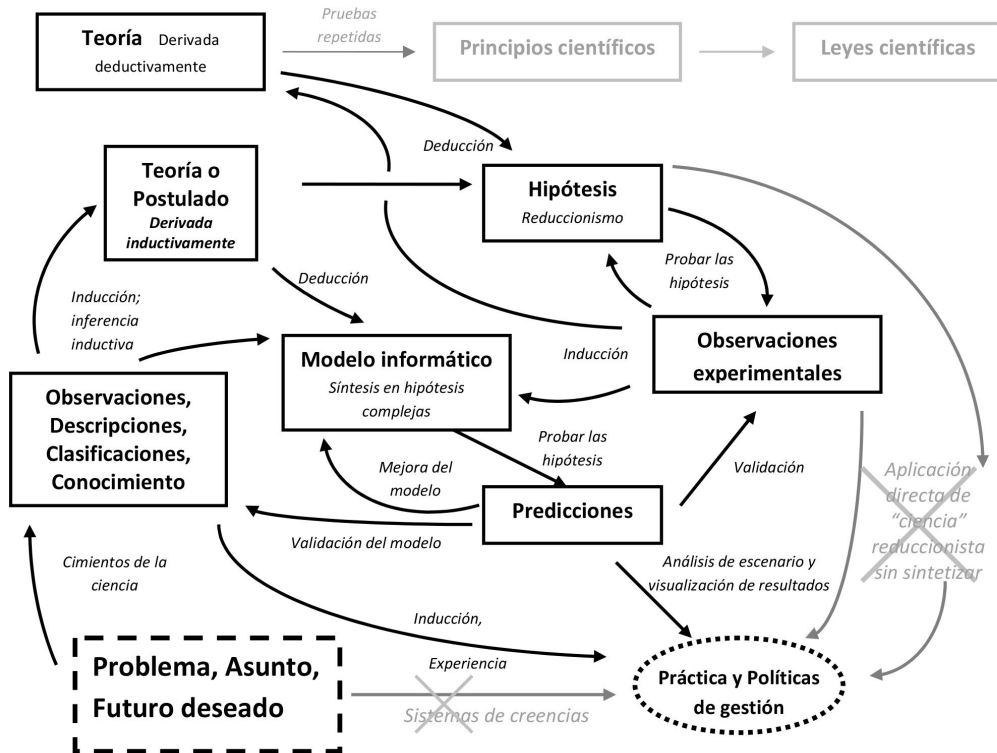 Teoría Derivada
deductivamente
Pruebas
repetidas
Principios científicos
Leyes científicas
Deducción
Teoría o
Postulado
Derivada
inductivamente
Hipótesis
Reduccionismo
Deducción
Probar las
hipótesis
Inducción;
inferencia
inductiva
Modelo informático
Síntesis en hipótesis
complejas
Inducción
Observaciones
experimentales
Observaciones,
Descripciones,
Clasificaciones,
Conocimiento
Probar las
hipótesis
Mejora del
modelo
Validación
Aplicación
directa de
“ciencia”
reduccionista
sin sintetizar
Predicciones
Validación del modelo
Cimientos de la
ciencia
Análisis de escenario y
visualización de resultados
Inducción,
Experiencia
Problema, Asunto,
Futuro deseado
Sistemas de creencias
Práctica y Políticas
de gestión